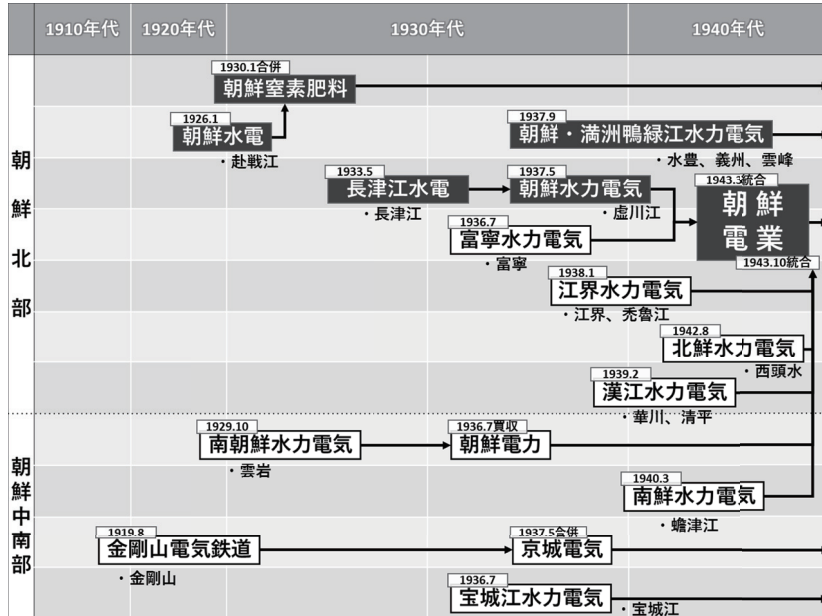 1910年代
1920年代
1930年代
1940年代
朝鮮北部
1930.1合併
朝鮮窒素肥料
1926.1
朝鮮水電
・赴戦江
1937.9
朝鮮・満洲鴨緑江水力電気
・水豊、義州、雲峰
1933.5
長津江水電
・長津江
1937.5
朝鮮水力電気
・虚川江
1943.3統合
朝鮮
電業
1943.10統合
1936.7
富寧水力電気
・富寧
1938.1
江界水力電気
・江界、禿魯江
1942.8
北鮮水力電気
・西頭水
1939.2
漢江水力電気
・華川、清平
朝鮮中南部
1929.10
南朝鮮水力電気
・雲岩
1936.7買収
朝鮮電力
1940.3
南鮮水力電気
・蟾津江
1919.8
金剛山電気鉄道
・金剛山
1937.5合併
京城電気
1936.7
宝城江水力電気
・宝城江